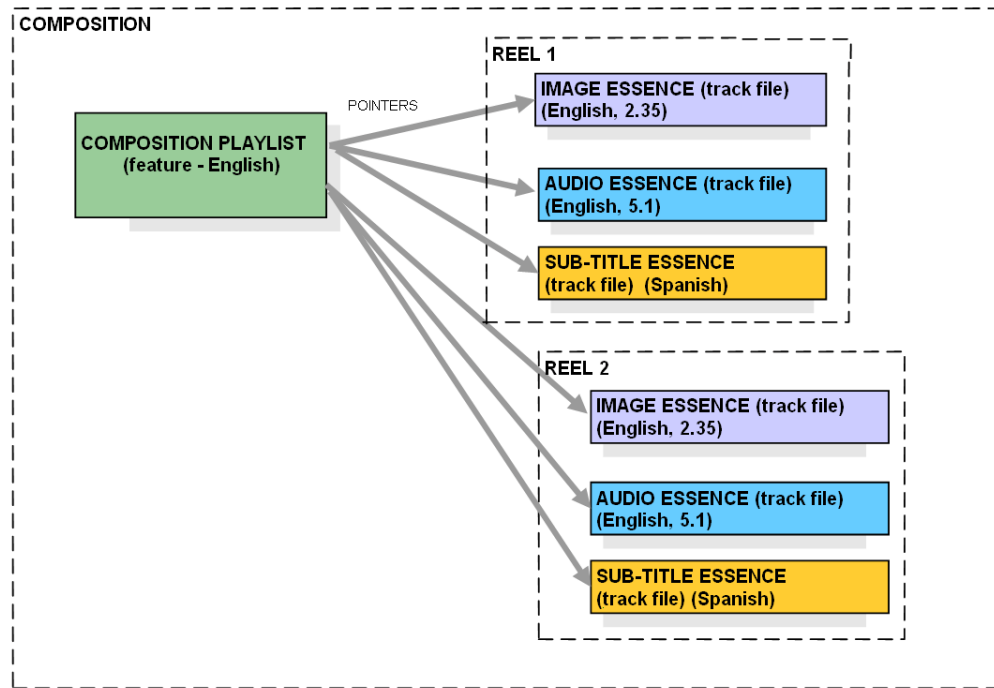 COMPOSITION
REEL 1
IMAGE ESSENCE (track file)
(English, 2.35)
POINTERS
COMPOSITION PLAYLIST
(feature - English)
AUDIO ESSENCE (track file)
(English, 5.1)
SUB-TITLE ESSENCE
(track file) (Spanish)
REEL 2
IMAGE ESSENCE (track file)
(English, 2.35)
AUDIO ESSENCE (track file)
(English, 5.1)
SUB-TITLE ESSENCE
(track file) (Spanish)